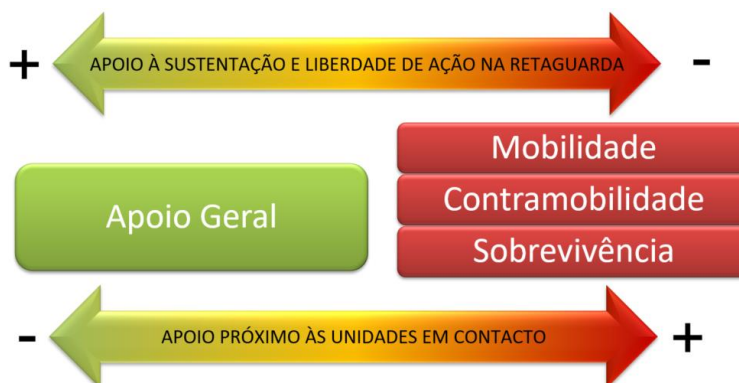 +
APOIO À SUSTENTAÇÃO E LIBERDADE DE AÇÃO NA RETAGUARDA
-
Apoio Geral
Mobilidade
Contramobilidade
Sobrevivência
-
APOIO PRÓXIMO ÀS UNIDADES EM CONTACTO
+